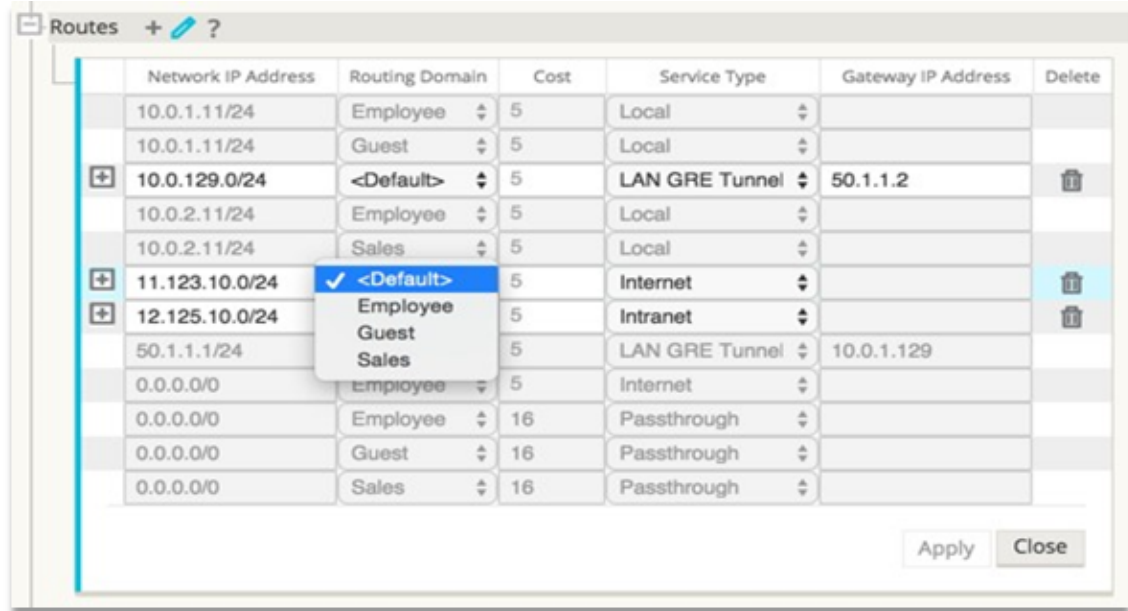 Routes + ?
Network IP Address Routing Domain Cost Service Type Gateway IP Address Delete
10.0.1.11/24 Employee 5 Local
10.0.1.11/24 Guest 5 Local
10.0.129.0/24 <Default> 5 LAN GRE Tunnel 50.1.1.2
10.0.2.11/24 Employee 5 Local
10.0.2.11/24 Sales 5 Local
11.123.10.0/24 ✓ <Default> 5 Internet
Employee
12.125.10.0/24 5 Intranet
Guest
50.1.1.1/24 Sales 5 LAN GRE Tunnel 10.0.1.129
0.0.0.0/0 Employee 5 Internet
0.0.0.0/0 Employee 16 Passthrough
0.0.0.0/0 Guest 16 Passthrough
0.0.0.0/0 Sales 16 Passthrough
Apply Close